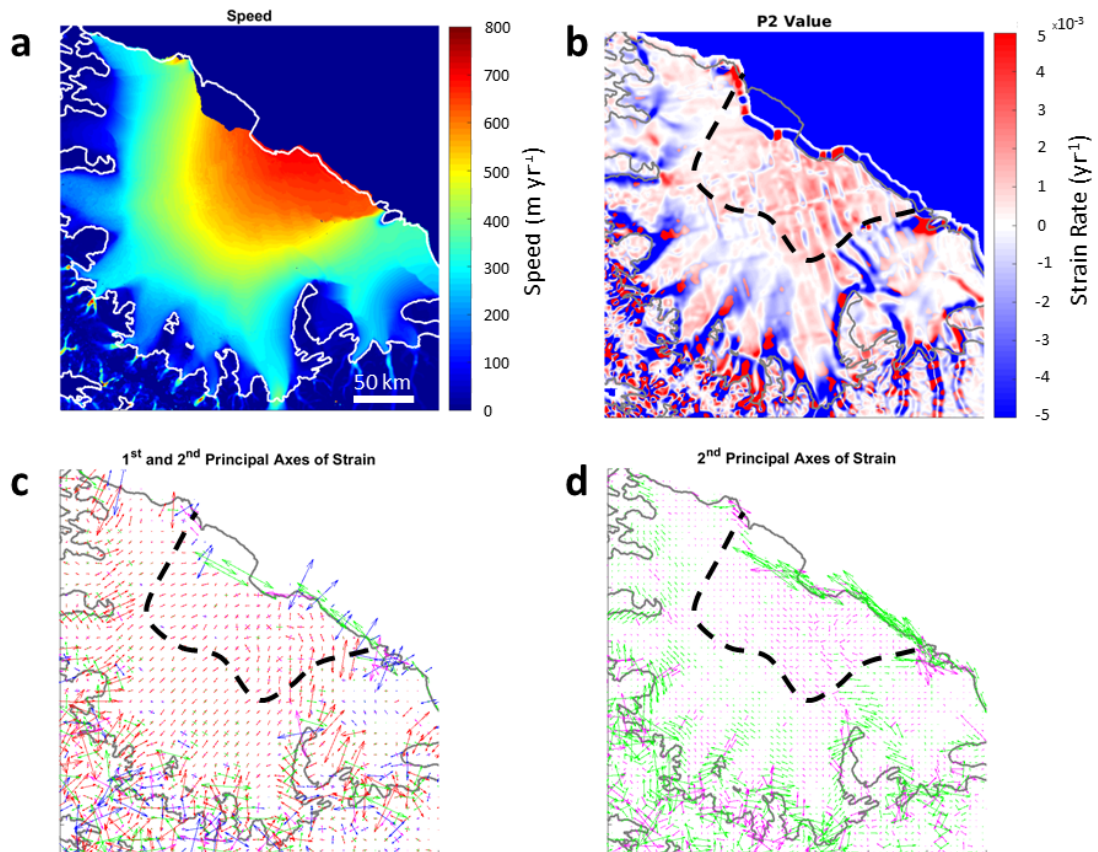 Speed
a
800
700
600
500
400
300
200
100
0
Speed (m yr⁻¹)
50 km
P2 Value
b
×10⁻³
5
4
3
2
1
0
-1
-2
-3
-4
-5
Strain Rate (yr⁻¹)
1st and 2nd Principal Axes of Strain
c
2nd Principal Axes of Strain
d